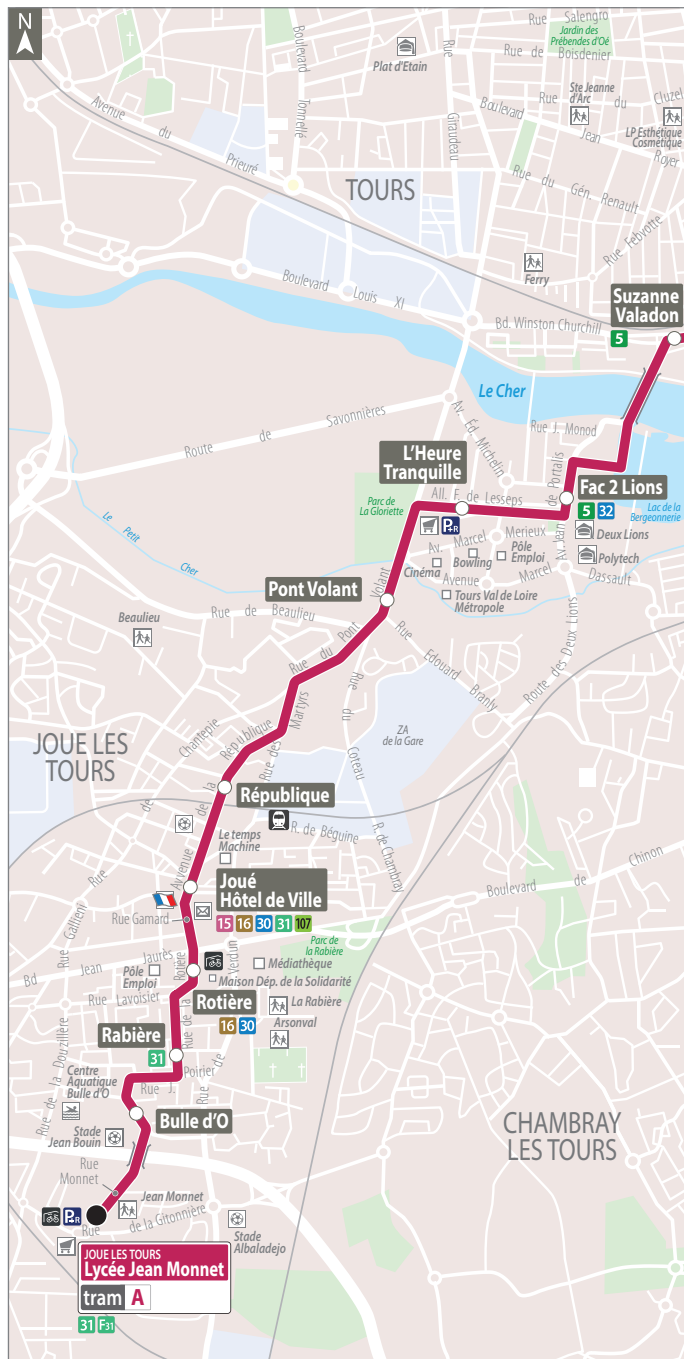 N
Rue Salengro
Jardin des
Prébendes d'Oé
Rue de Boisdenier
Boulevard
Tonnellé
Plat d'Etain
Rue
Giraudeau
Ste Jeanne
d'Arc
Rue du Cluzel
LP Esthétique
Cosmétique
Boulevard Jean Royer
Avenue du Prieuré
TOURS
Rue du Gén. Renault
Rue Febvotte
Ferry
Boulevard Louis XI
Suzanne
Valadon
5
Bd. Winston Churchill
Le Cher
Route de Savonnières
Av. Ed. Michelin
Rue J. Monod
L'Heure
Tranquille
Av. Jean de Portalis
Fac 2 Lions
5 32
Lac de la
Bergeonnerie
Parc de
La Gloriette
All. F. de Lesseps
P+R
Le Petit Cher
Av. Marcel Merieux
Deux Lions
Polytech
Pôle
Emploi
Bowling
Cinéma
Avenue Marcel Dassault
Tours Val de Loire
Métropole
Pont Volant
Rue de Beaulieu
Beaulieu
Rue du Pont Volant
Rue Edouard Branly
Route des Deux Lions
Rue des Martyrs
Rue du Coteau
ZA
de la Gare
Chantepie
JOUE LES
TOURS
Avenue de la République
République
R. de Béguine
R. de Chambray
Le temps
Machine
Rue de
Joué
Hôtel de Ville
15 16 30 31 107
Boulevard de Chinon
Rue Gamard
Rue Gallieni
Parc de
la Rabière
Verdun
Médiathèque
Bd Jean Jaurès
Pôle
Emploi
Maison Dép. de la Solidarité
Rue Lavoisier
Rue de la Rotière
Rotière
16 30
La Rabière
Arsonval
Rabière
31
Rue de la Douzillère
Centre
Aquatique
Bulle d'O
Rue J. Poirier
Rue de
Bulle d'O
Stade
Jean Bouin
CHAMBRAY
LES TOURS
Rue
Monnet
Jean Monnet
P+R
Rue de la Gitonnière
Stade
Albaladejo
JOUE LES TOURS
Lycée Jean Monnet
tram A
31 F31